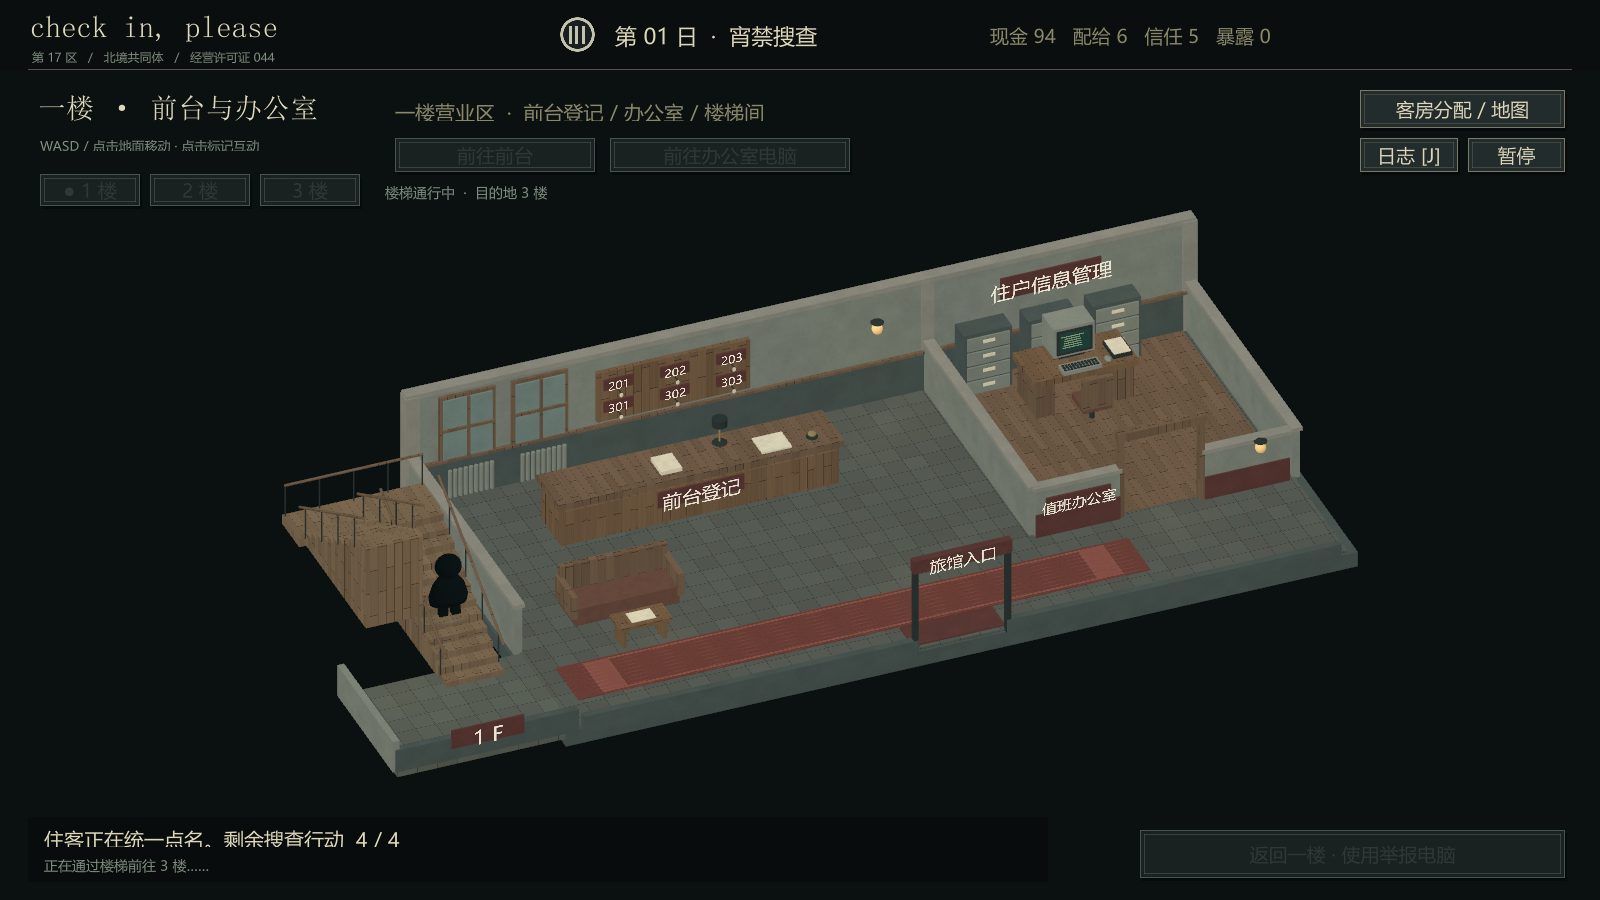 check in, please
第 17 区 / 北境共同体 / 经营许可证 044
第 01 日 · 宵禁搜查
现金 94 配给 6 信任 5 暴露 0
一楼 · 前台与办公室
一楼营业区 · 前台登记 / 办公室 / 楼梯间
客房分配 / 地图
WASD / 点击地面移动 · 点击标记互动
前往前台
前往办公室电脑
日志 [J]
暂停
● 1 楼
2 楼
3 楼
楼梯通行中 · 目的地 3 楼
住户信息管理
201
202
203
301
302
303
前台登记
值班办公室
旅馆入口
1 F
住客正在统一点名。剩余搜查行动 4 / 4
正在通过楼梯前往 3 楼......
返回一楼 · 使用举报电脑